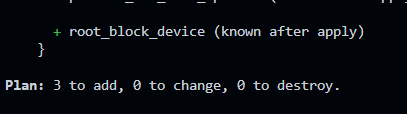 + root_block_device (known after apply)
}
Plan: 3 to add, 0 to change, 0 to destroy.